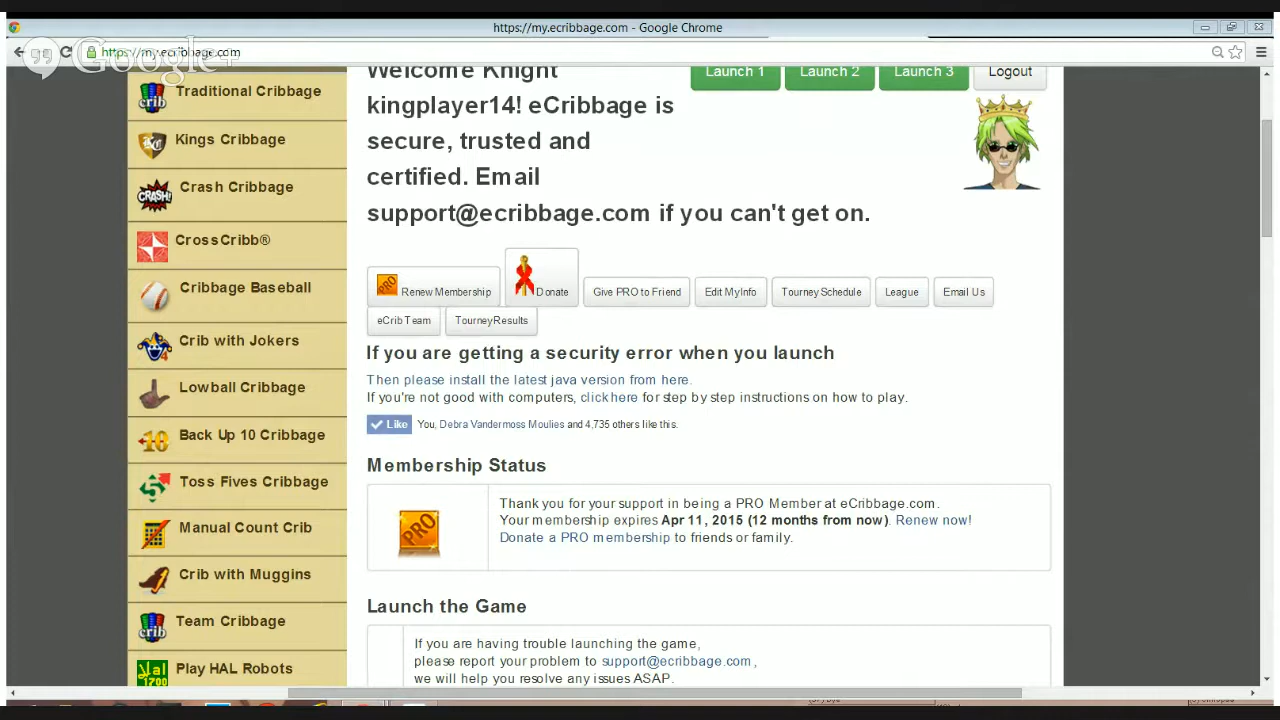 https://my.ecribbage.com - Google Chrome
https://my.ecribbage.com
Google+
Traditional Cribbage
Kings Cribbage
CRASH!
Crash Cribbage
CrossCribb®
Cribbage Baseball
Crib with Jokers
Lowball Cribbage
10
Back Up 10 Cribbage
5
Toss Fives Cribbage
Manual Count Crib
Crib with Muggins
crib
Team Cribbage
Hal 1700
Play HAL Robots
Welcome Knight
kingplayer14! eCribbage is
secure, trusted and
certified. Email
support@ecribbage.com if you can't get on.
Launch 1
Launch 2
Launch 3
Logout
PRO Renew Membership
Donate
Give PRO to Friend
Edit MyInfo
Tourney Schedule
League
Email Us
eCrib Team
TourneyResults
If you are getting a security error when you launch
Then please install the latest java version from here.
If you're not good with computers, click here for step by step instructions on how to play.
Like You, Debra Vandermoss Moulies and 4,735 others like this.
Membership Status
PRO
Thank you for your support in being a PRO Member at eCribbage.com.
Your membership expires Apr 11, 2015 (12 months from now). Renew now!
Donate a PRO membership to friends or family.
Launch the Game
If you are having trouble launching the game,
please report your problem to support@ecribbage.com,
we will help you resolve any issues ASAP.